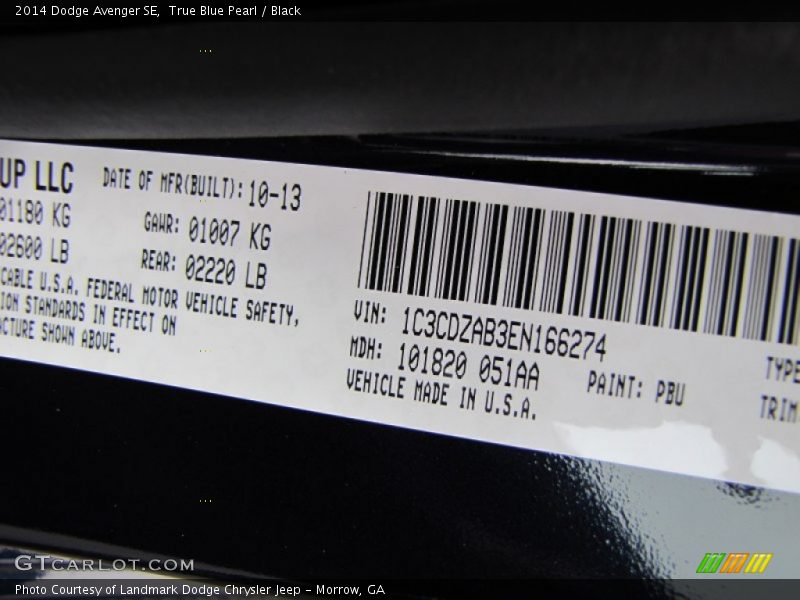 2014 Dodge Avenger SE,  True Blue Pearl / Black
UP LLC
DATE OF MFR(BUILT): 10-13
01180 KG
GAWR: 01007 KG
02600 LB
REAR: 02220 LB
CABLE U.S.A. FEDERAL MOTOR VEHICLE SAFETY,
ION STANDARDS IN EFFECT ON
ACTURE SHOWN ABOVE.
VIN: 1C3CDZAB3EN166274
MDH: 101820 051AA
PAINT: PBU
VEHICLE MADE IN U.S.A.
TYPE
TRIM
GTCARLOT.COM
Photo Courtesy of Landmark Dodge Chrysler Jeep – Morrow, GA